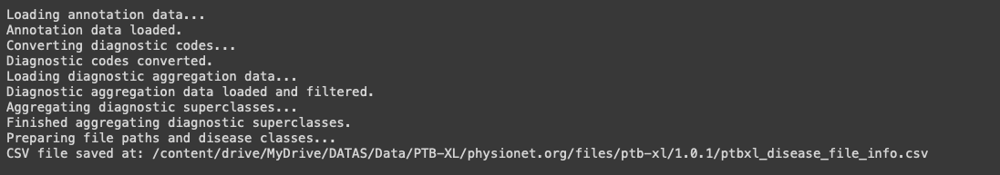 Loading annotation data...
Annotation data loaded.
Converting diagnostic codes...
Diagnostic codes converted.
Loading diagnostic aggregation data...
Diagnostic aggregation data loaded and filtered.
Aggregating diagnostic superclasses...
Finished aggregating diagnostic superclasses.
Preparing file paths and disease classes...
CSV file saved at: /content/drive/MyDrive/DATAS/Data/PTB-XL/physionet.org/files/ptb-xl/1.0.1/ptbxl_disease_file_info.csv